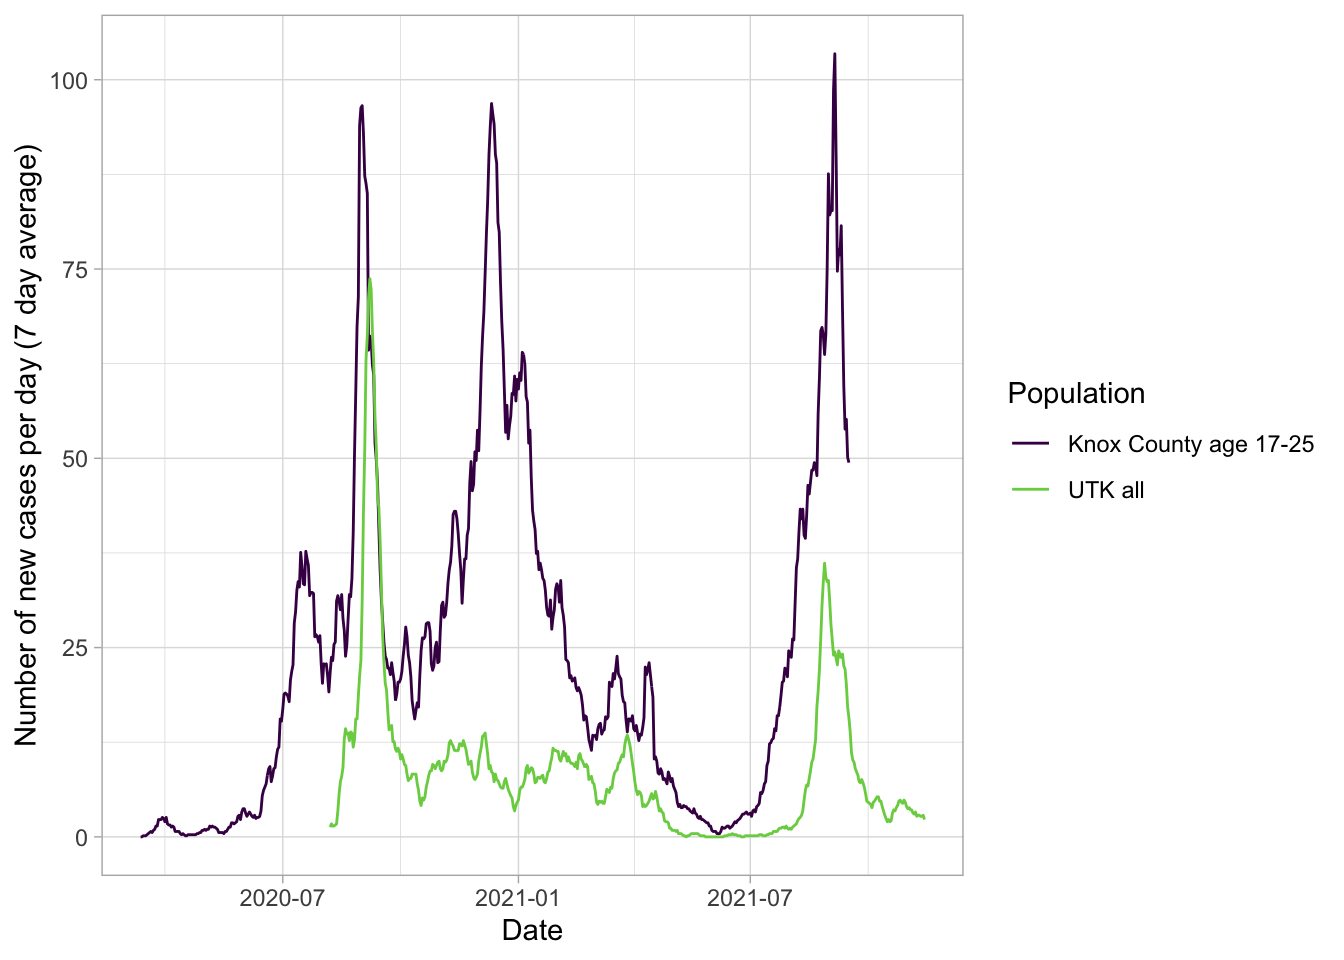 Number of new cases per day (7 day average)
100
75
50
25
0
2020-07
2021-01
2021-07
Date
Population
Knox County age 17-25
UTK all